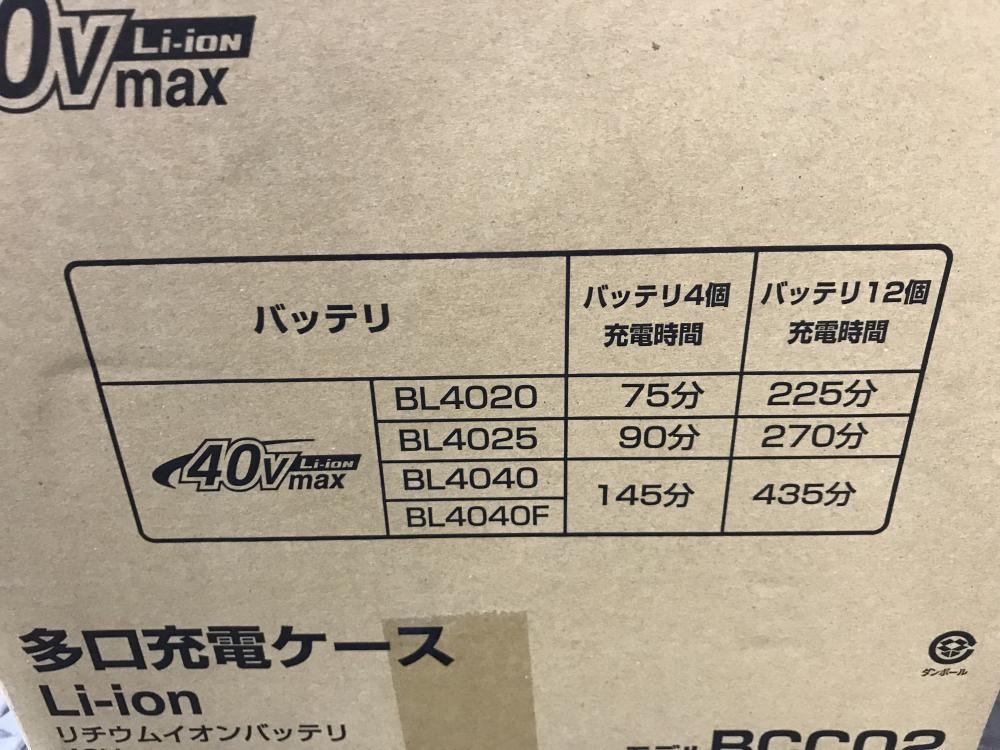 0V Li-ion
max
バッテリ
バッテリ4個
充電時間
バッテリ12個
充電時間
40Vmax Li-ion
BL4020 75分 225分
BL4025 90分 270分
BL4040
BL4040F
145分 435分
多口充電ケース
Li-ion
リチウムイオンバッテリ
ダンボール
モデル BCC02